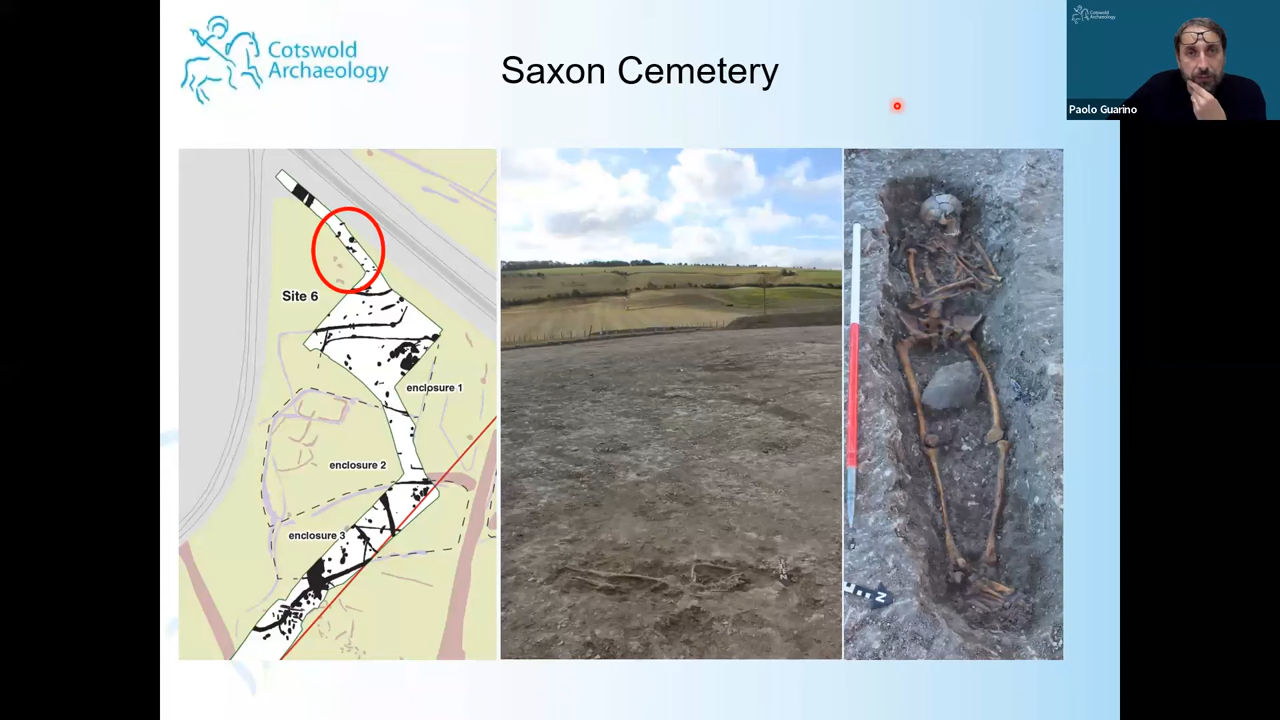 Cotswold
Archaeology
Saxon Cemetery
Cotswold
Archaeology
Paolo Guarino
Site 6
enclosure 1
enclosure 2
enclosure 3
N